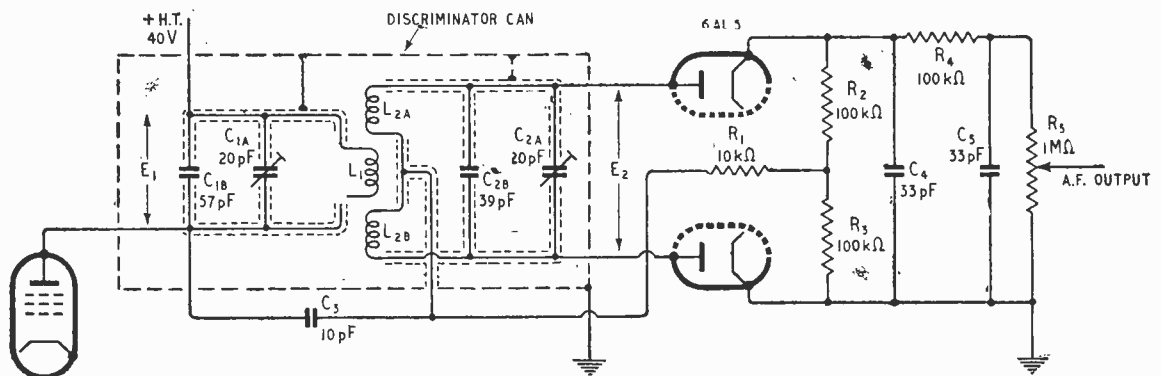 + H.T.
40V
DISCRIMINATOR CAN
6AL5
E1
C1A
20pF
C1B
57pF
L1
L2A
L2B
C2B
39pF
C2A
20pF
E2
R1
10kΩ
R2
100kΩ
R3
100kΩ
R4
100kΩ
C4
33pF
C5
33pF
R5
1MΩ
A.F. OUTPUT
C3
10pF